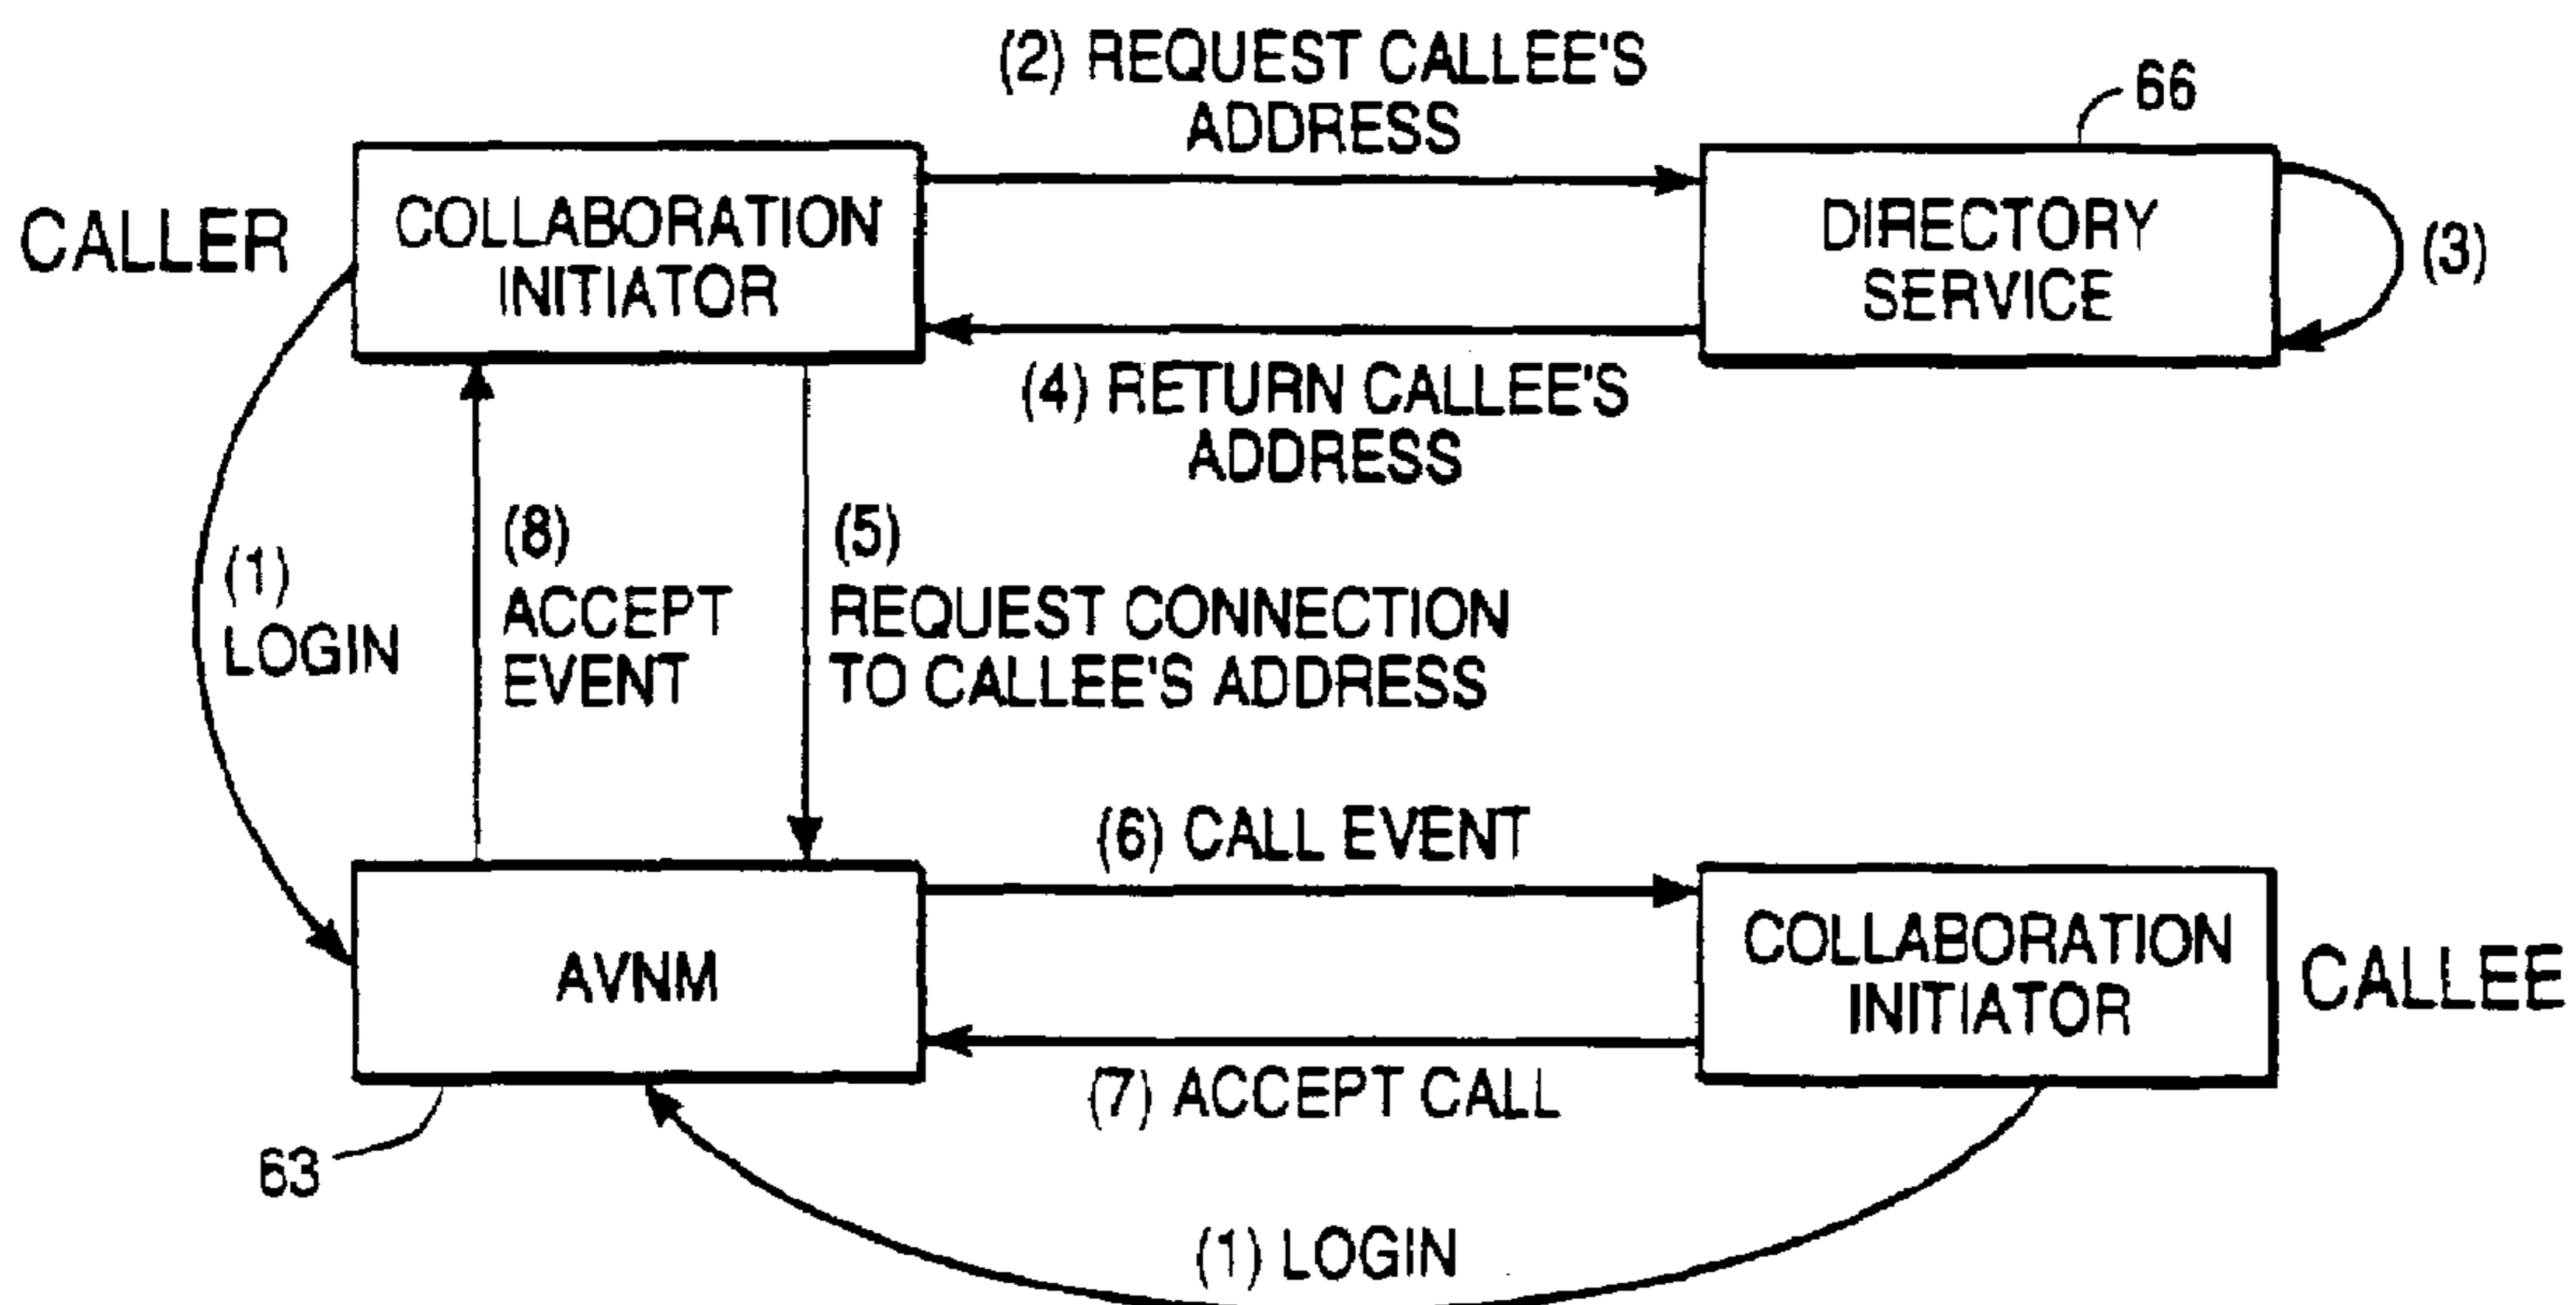 (2) REQUEST CALLEE'S
ADDRESS
66
CALLER
COLLABORATION
INITIATOR
DIRECTORY
SERVICE
(3)
(4) RETURN CALLEE'S
ADDRESS
(1)
LOGIN
(8)
ACCEPT
EVENT
(5)
REQUEST CONNECTION
TO CALLEE'S ADDRESS
(6) CALL EVENT
AVNM
COLLABORATION
INITIATOR
CALLEE
(7) ACCEPT CALL
63
(1) LOGIN